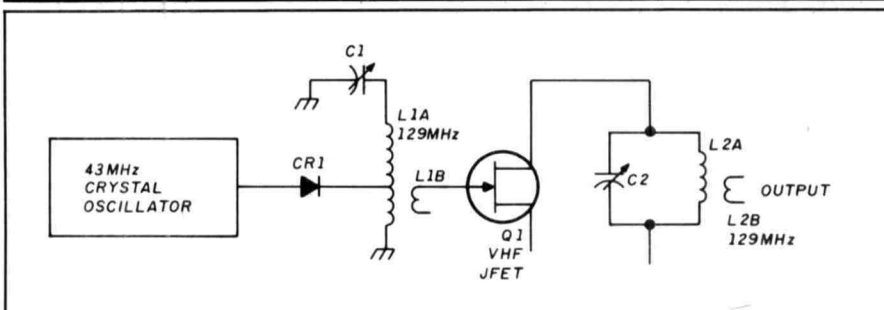 C1
L1A
129MHz
43MHz
CRYSTAL
OSCILLATOR
CR1
L1B
Q1
VHF
JFET
C2
L2A
OUTPUT
L2B
129MHz